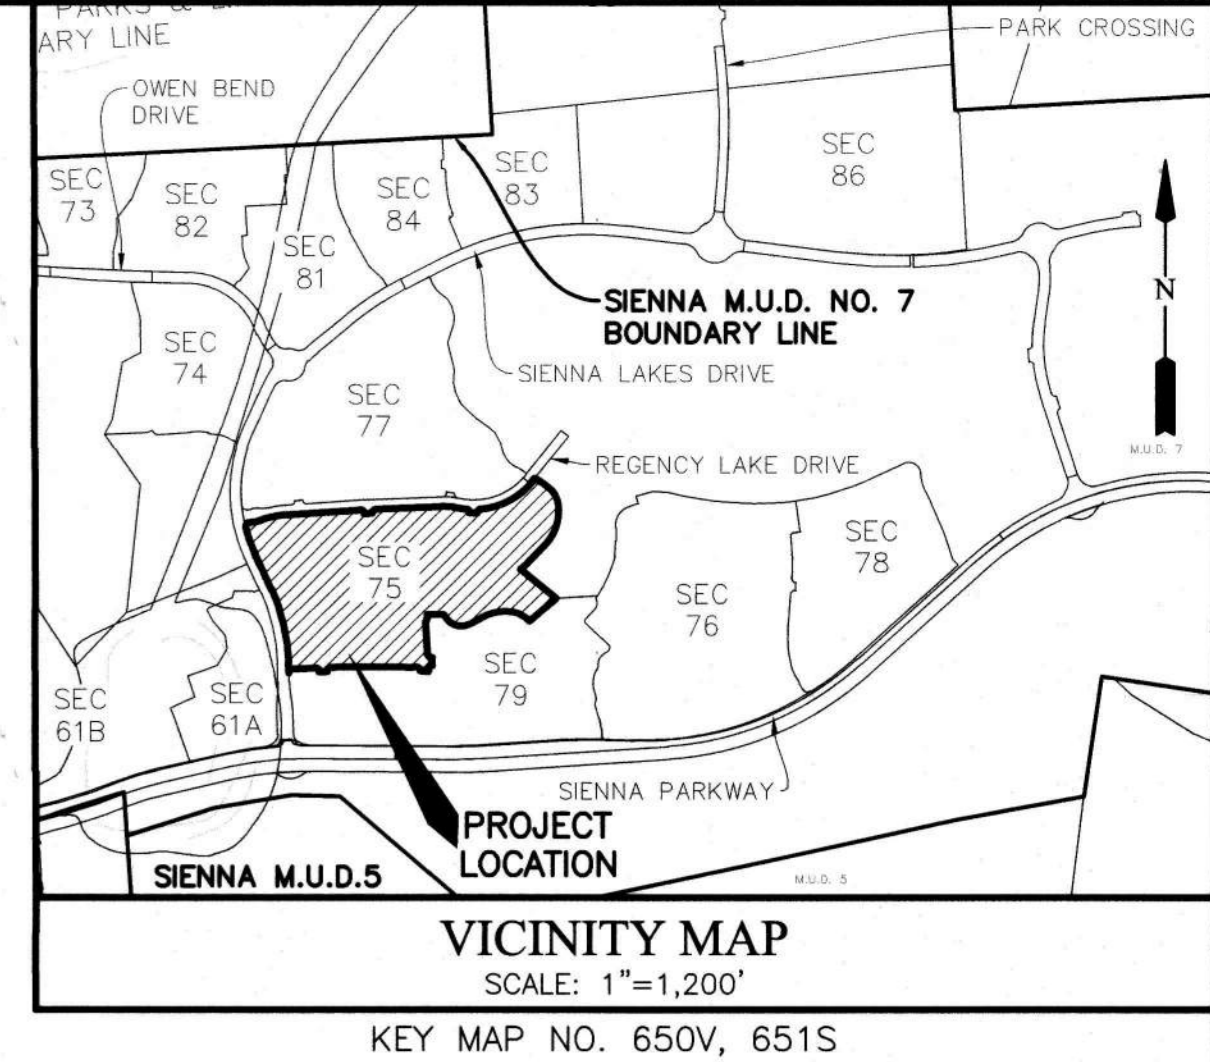 PARKS &
ARY LINE
PARK CROSSING
OWEN BEND
DRIVE
SEC
73
SEC
82
SEC
81
SEC
84
SEC
83
SEC
86
N
SIENNA M.U.D. NO. 7
BOUNDARY LINE
SEC
74
SIENNA LAKES DRIVE
SEC
77
M.U.D. 7
REGENCY LAKE DRIVE
SEC
75
SEC
78
SEC
76
SEC
79
SEC
61B
SEC
61A
SIENNA PARKWAY
PROJECT
LOCATION
SIENNA M.U.D.5
M.U.D. 5
VICINITY MAP
SCALE: 1"=1,200'
KEY MAP NO. 650V, 651S